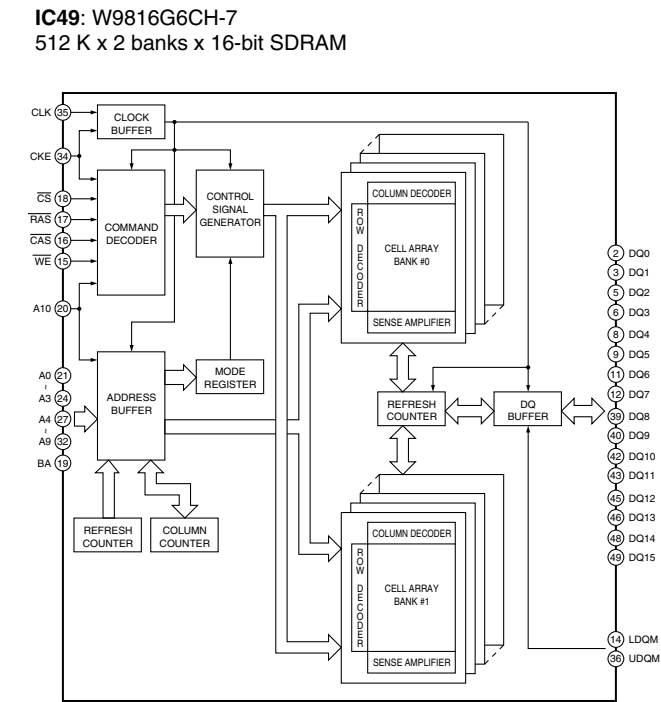 IC49: W9816G6CH-7
512 K x 2 banks x 16-bit SDRAM
CLK 35
CLOCK
BUFFER
CKE 34
CS 18
RAS 17
CAS 16
WE 15
COMMAND
DECODER
CONTROL
SIGNAL
GENERATOR
A10 20
A0 21
~
A3 24
A4 27
~
A9 32
BA 19
ADDRESS
BUFFER
MODE
REGISTER
REFRESH
COUNTER
COLUMN
COUNTER
COLUMN DECODER
ROW DECODER
CELL ARRAY
BANK #0
SENSE AMPLIFIER
REFRESH
COUNTER
DQ
BUFFER
COLUMN DECODER
ROW DECODER
CELL ARRAY
BANK #1
SENSE AMPLIFIER
2 DQ0
3 DQ1
5 DQ2
6 DQ3
8 DQ4
9 DQ5
11 DQ6
12 DQ7
39 DQ8
40 DQ9
42 DQ10
43 DQ11
45 DQ12
46 DQ13
48 DQ14
49 DQ15
14 LDQM
36 UDQM